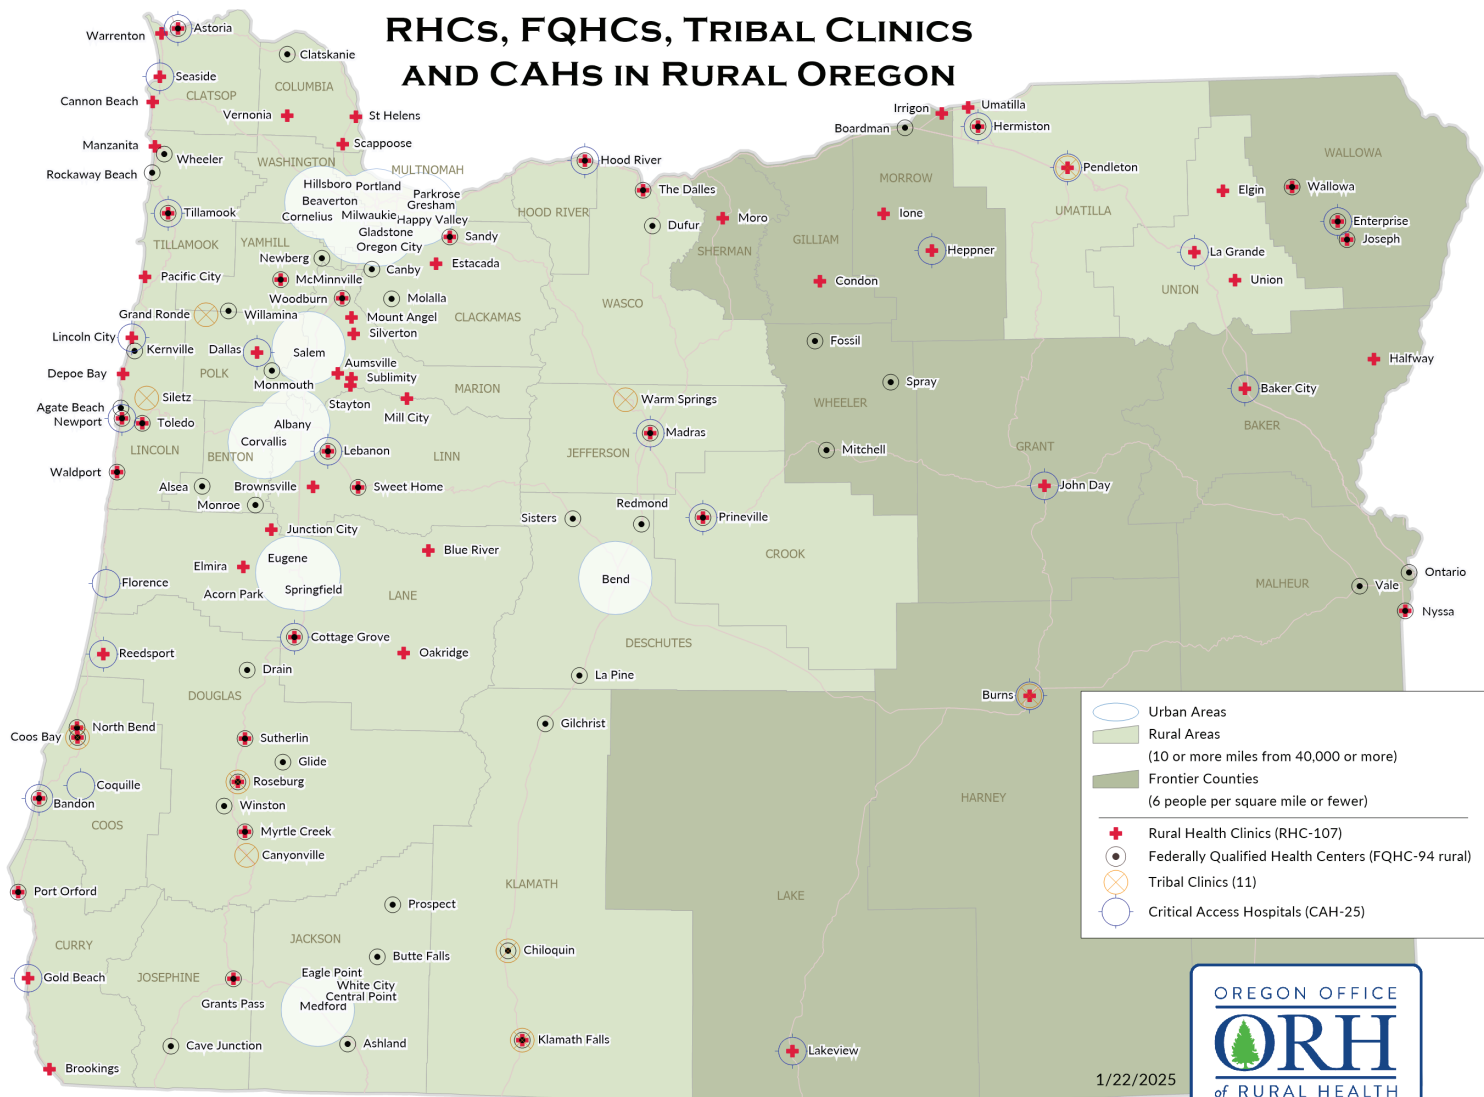 RHCs, FQHCs, Tribal Clinics
and CAHs in Rural Oregon
Warrenton
Astoria
Clatskanie
Seaside
COLUMBIA
CLATSOP
Cannon Beach
Vernonia
St Helens
Irrigon
Umatilla
Boardman
Hermiston
Manzanita
Scappoose
Wheeler
WASHINGTON
MULTNOMAH
Hood River
WALLOWA
Rockaway Beach
Pendleton
MORROW
Hillsboro
Portland
Parkrose
The Dalles
Elgin
Wallowa
Beaverton
Gresham
Tillamook
Cornelius
Milwaukie
Happy Valley
HOOD RIVER
Dufur
Moro
Ione
UMATILLA
Enterprise
Gladstone
Sandy
Joseph
TILLAMOOK
YAMHILL
Oregon City
SHERMAN
GILLIAM
Heppner
La Grande
Newberg
Canby
Estacada
Pacific City
McMinnville
Condon
Union
UNION
Woodburn
Molalla
WASCO
Grand Ronde
Willamina
Mount Angel
CLACKAMAS
Lincoln City
Silverton
Kernville
Dallas
Salem
Fossil
Halfway
Aumsville
Depoe Bay
POLK
Sublimity
Monmouth
MARION
Spray
Baker City
Siletz
Stayton
Warm Springs
WHEELER
Agate Beach
Mill City
Newport
Toledo
Albany
Madras
BAKER
Corvallis
LINCOLN
BENTON
Lebanon
LINN
JEFFERSON
Mitchell
GRANT
Waldport
Alsea
Brownsville
Sweet Home
John Day
Monroe
Redmond
Sisters
Prineville
Junction City
Blue River
CROOK
Eugene
Elmira
Ontario
Florence
Bend
MALHEUR
Vale
Acorn Park
Springfield
LANE
Nyssa
Cottage Grove
DESCHUTES
Reedsport
Oakridge
Drain
La Pine
DOUGLAS
Burns
North Bend
Gilchrist
Coos Bay
Sutherlin
Glide
Roseburg
Coquille
Bandon
Winston
HARNEY
COOS
Myrtle Creek
Canyonville
Port Orford
KLAMATH
LAKE
Prospect
CURRY
JACKSON
Chiloquin
Butte Falls
Gold Beach
JOSEPHINE
Eagle Point
White City
Central Point
Grants Pass
Medford
Cave Junction
Ashland
Klamath Falls
Lakeview
Brookings
Urban Areas
Rural Areas
(10 or more miles from 40,000 or more)
Frontier Counties
(6 people per square mile or fewer)
Rural Health Clinics (RHC-107)
Federally Qualified Health Centers (FQHC-94 rural)
Tribal Clinics (11)
Critical Access Hospitals (CAH-25)
1/22/2025
OREGON OFFICE
ORH
of RURAL HEALTH